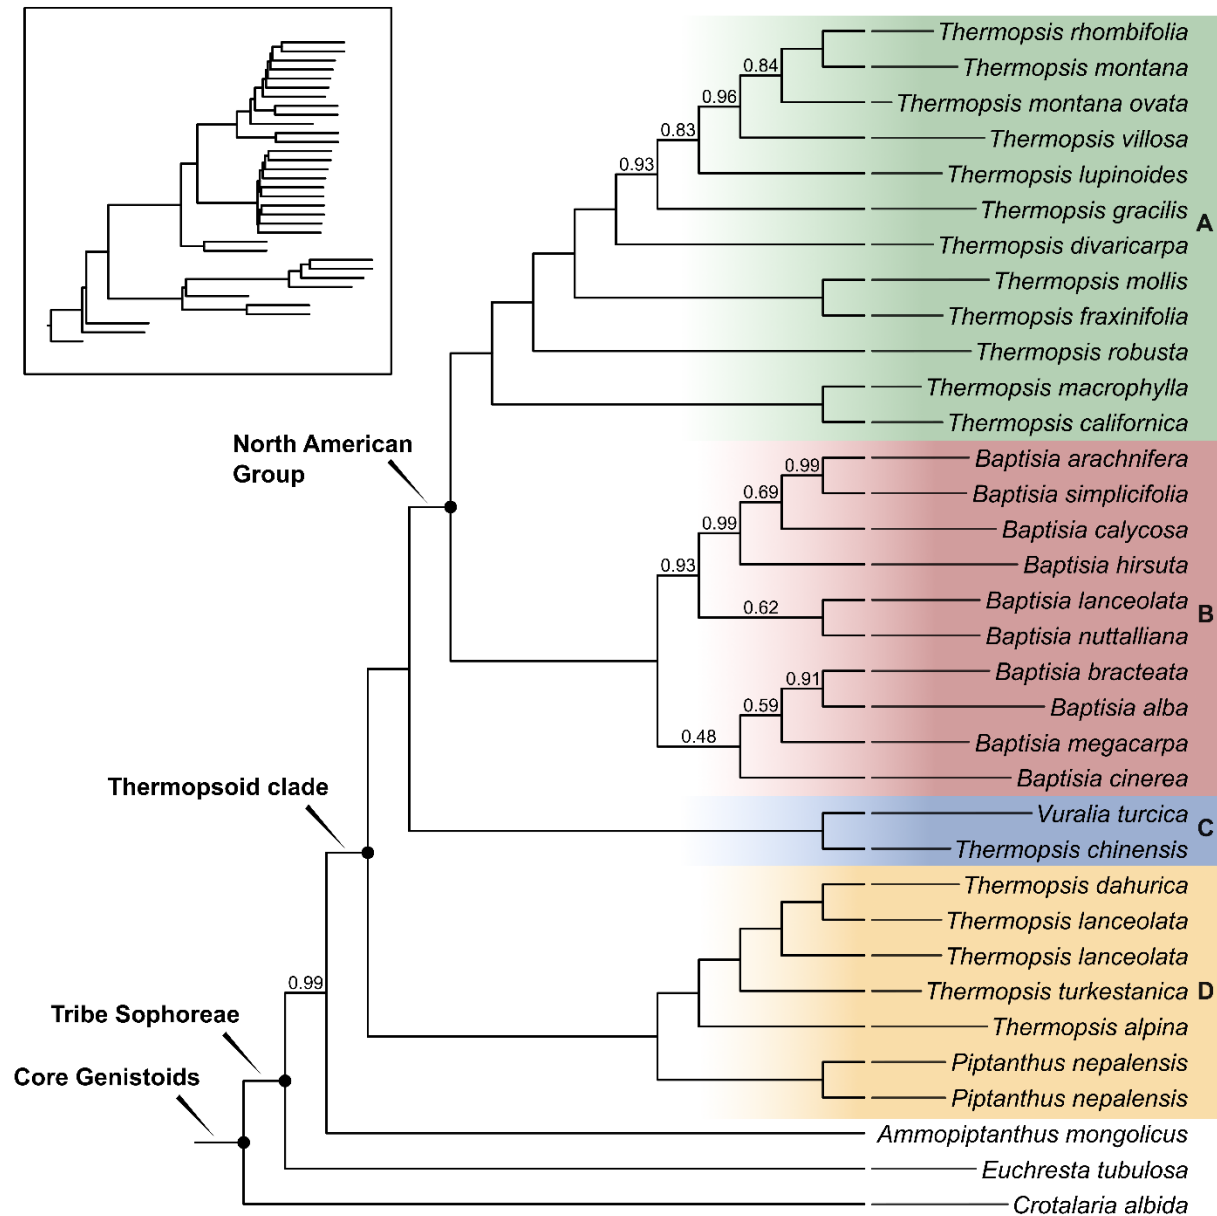 Thermopsis rhombifolia
0.84
Thermopsis montana
0.96
Thermopsis montana ovata
0.83
Thermopsis villosa
0.93
Thermopsis lupinoides
Thermopsis gracilis
A
Thermopsis divaricarpa
Thermopsis mollis
Thermopsis fraxinifolia
Thermopsis robusta
Thermopsis macrophylla
Thermopsis californica
North American
Group
0.99
Baptisia arachnifera
0.69
Baptisia simplicifolia
0.99
Baptisia calycosa
0.93
Baptisia hirsuta
0.62
Baptisia lanceolata
B
Baptisia nuttalliana
0.91
Baptisia bracteata
0.59
Baptisia alba
0.48
Baptisia megacarpa
Baptisia cinerea
Thermopsoid clade
Vuralia turcica
C
Thermopsis chinensis
Thermopsis dahurica
Thermopsis lanceolata
Thermopsis lanceolata
0.99
Thermopsis turkestanica D
Tribe Sophoreae
Thermopsis alpina
Piptanthus nepalensis
Core Genistoids
Piptanthus nepalensis
Ammopiptanthus mongolicus
Euchresta tubulosa
Crotalaria albida